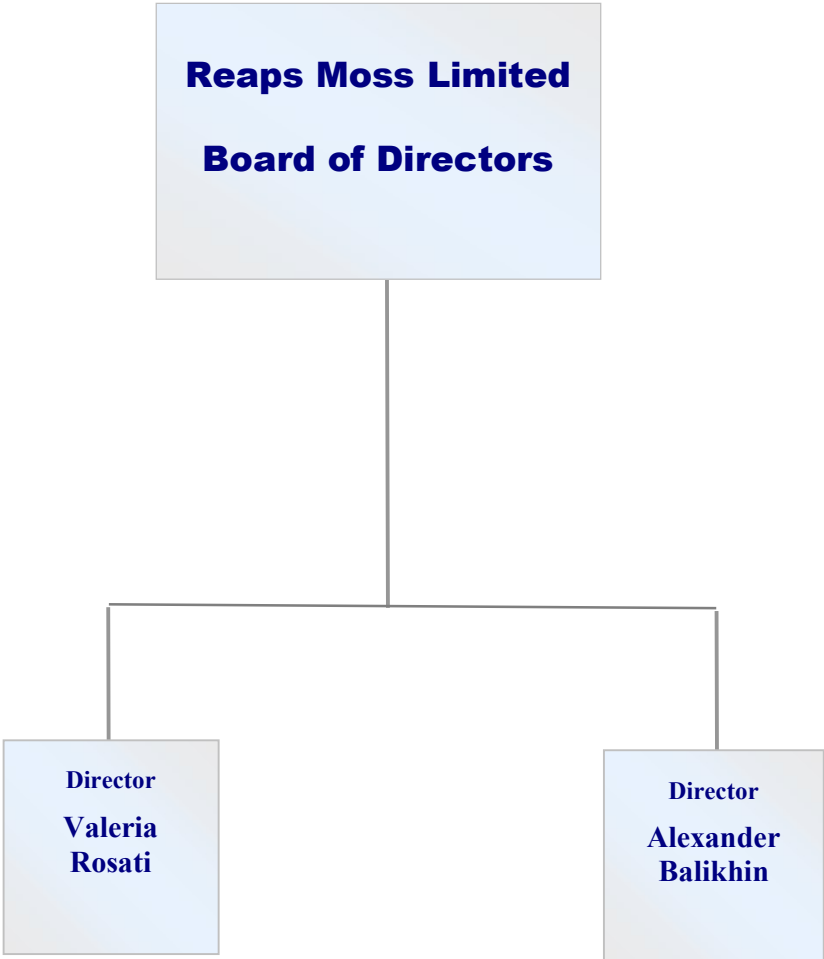 Reaps Moss Limited
Board of Directors
Director
Valeria
Rosati
Director
Alexander
Balikhin